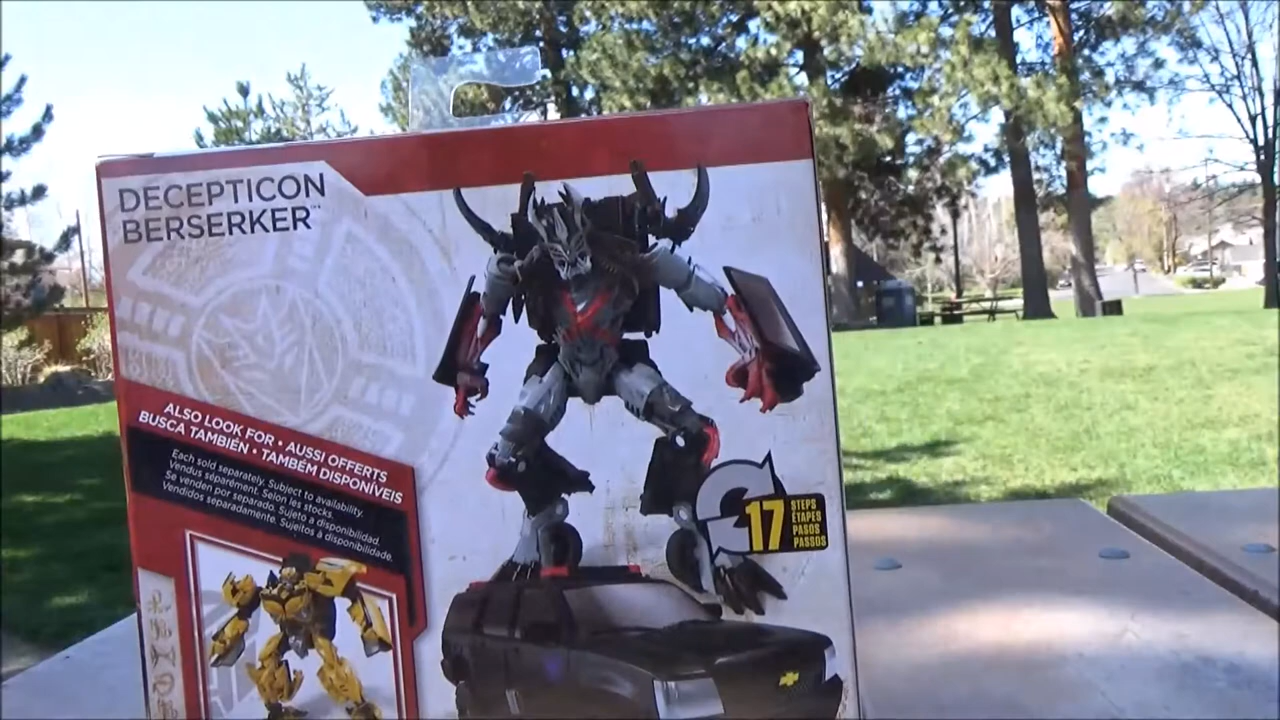 DECEPTICON
BERSERKER™
ALSO LOOK FOR • AUSSI OFFERTS
BUSCA TAMBIÉN • TAMBÉM DISPONÍVEIS
Each sold separately. Subject to availability.
Vendus séparément. Selon les stocks.
Se venden por separado. Sujeto a disponibilidad.
Vendidos separadamente. Sujeitos à disponibilidade.
17
STEPS
ÉTAPES
PASOS
PASSOS